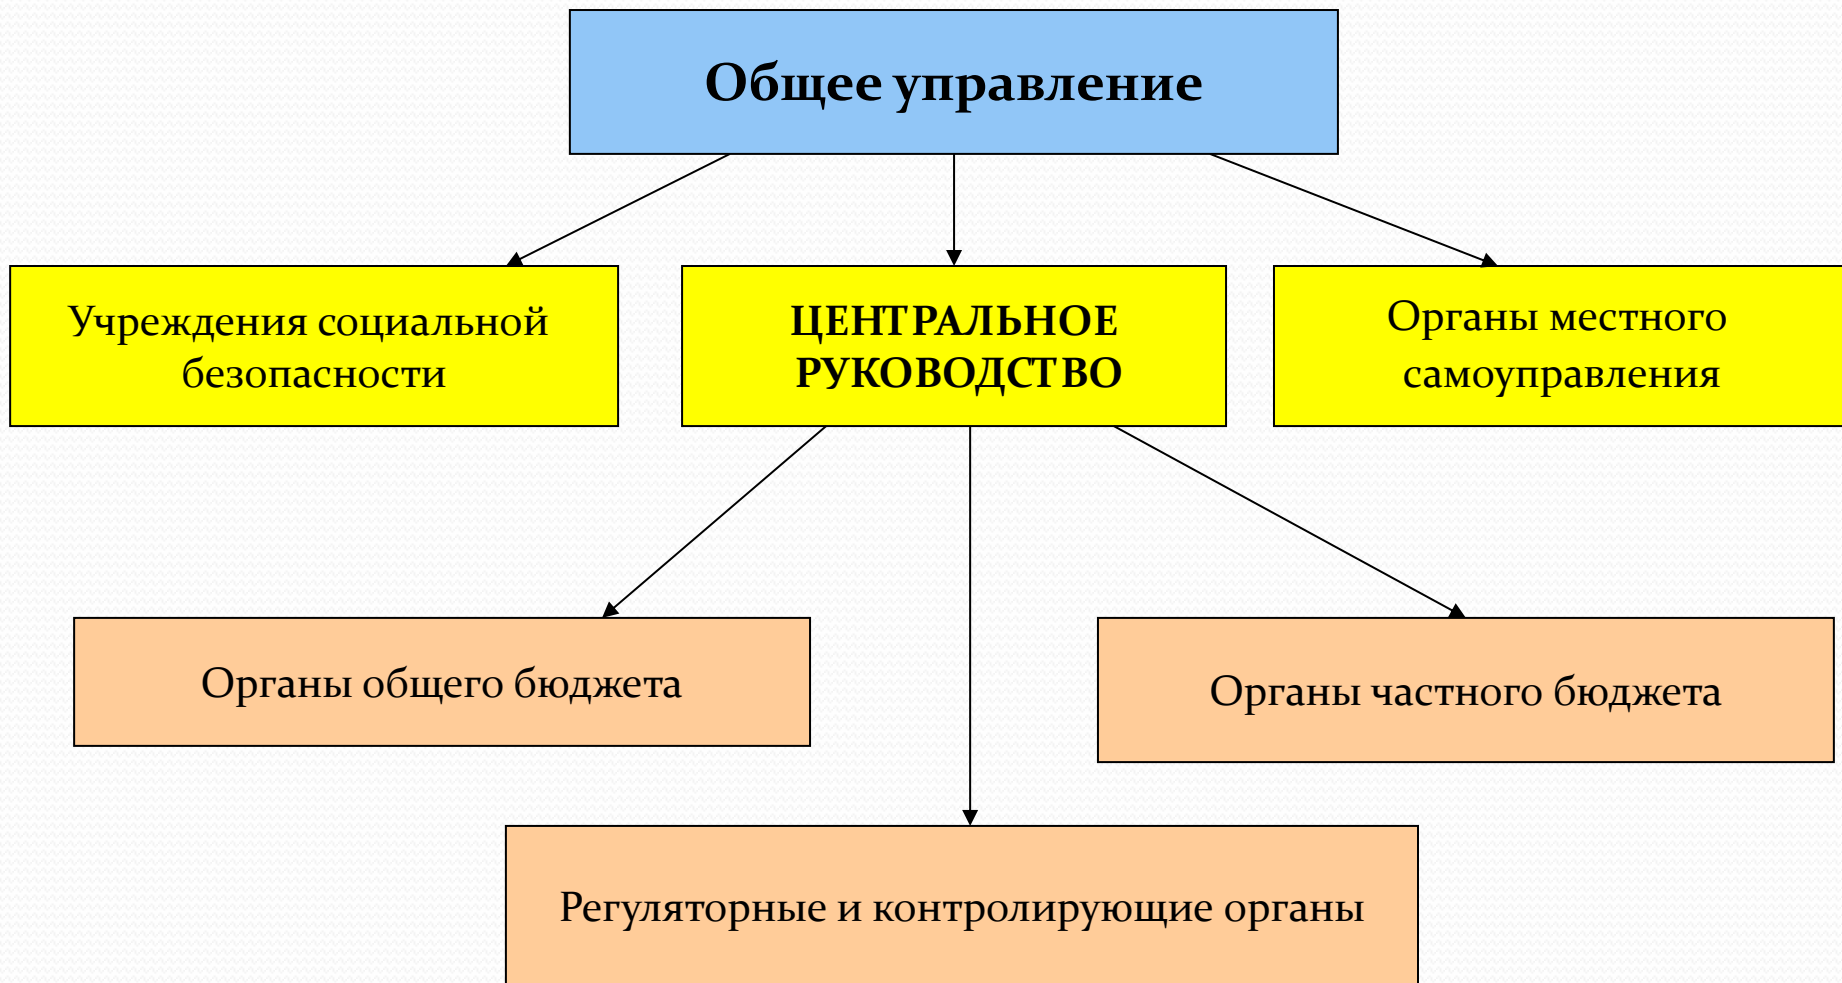 Общее управление
Учреждения социальной
безопасности
ЦЕНТРАЛЬНОЕ
РУКОВОДСТВО
Органы местного
самоуправления
Органы общего бюджета
Органы частного бюджета
Регуляторные и контролирующие органы